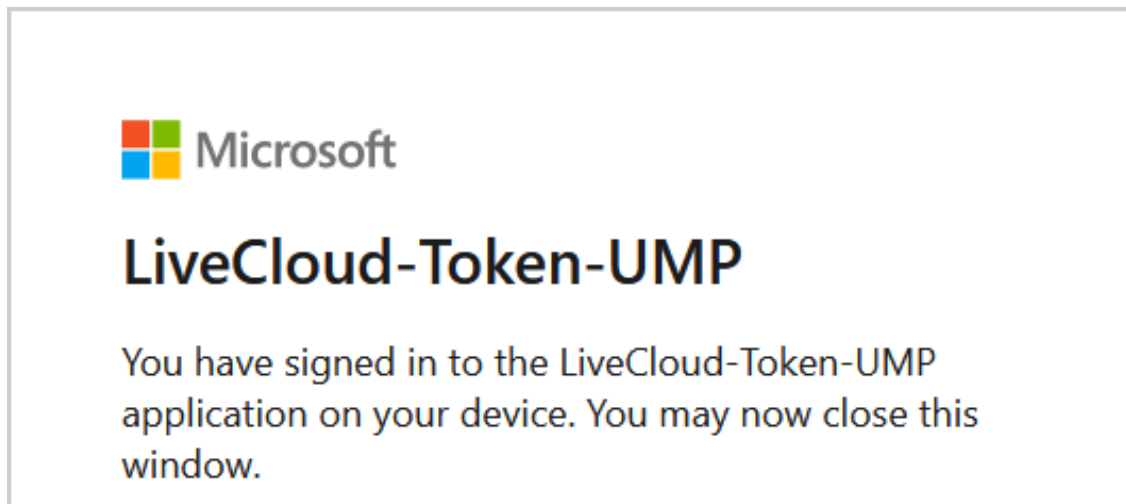 Microsoft
LiveCloud-Token-UMP
You have signed in to the LiveCloud-Token-UMP
application on your device. You may now close this
window.